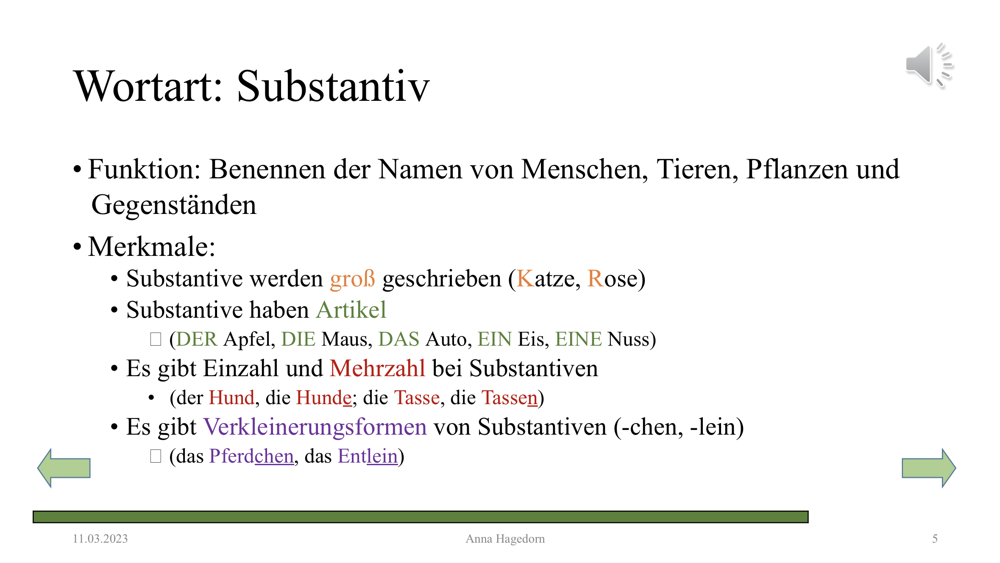 Wortart: Substantiv
• Funktion: Benennen der Namen von Menschen, Tieren, Pflanzen und
Gegenständen
• Merkmale:
• Substantive werden groß geschrieben (Katze, Rose)
• Substantive haben Artikel
(DER Apfel, DIE Maus, DAS Auto, EIN Eis, EINE Nuss)
• Es gibt Einzahl und Mehrzahl bei Substantiven
• (der Hund, die Hunde; die Tasse, die Tassen)
• Es gibt Verkleinerungsformen von Substantiven (-chen, -lein)
(das Pferdchen, das Entlein)
11.03.2023
Anna Hagedorn
5